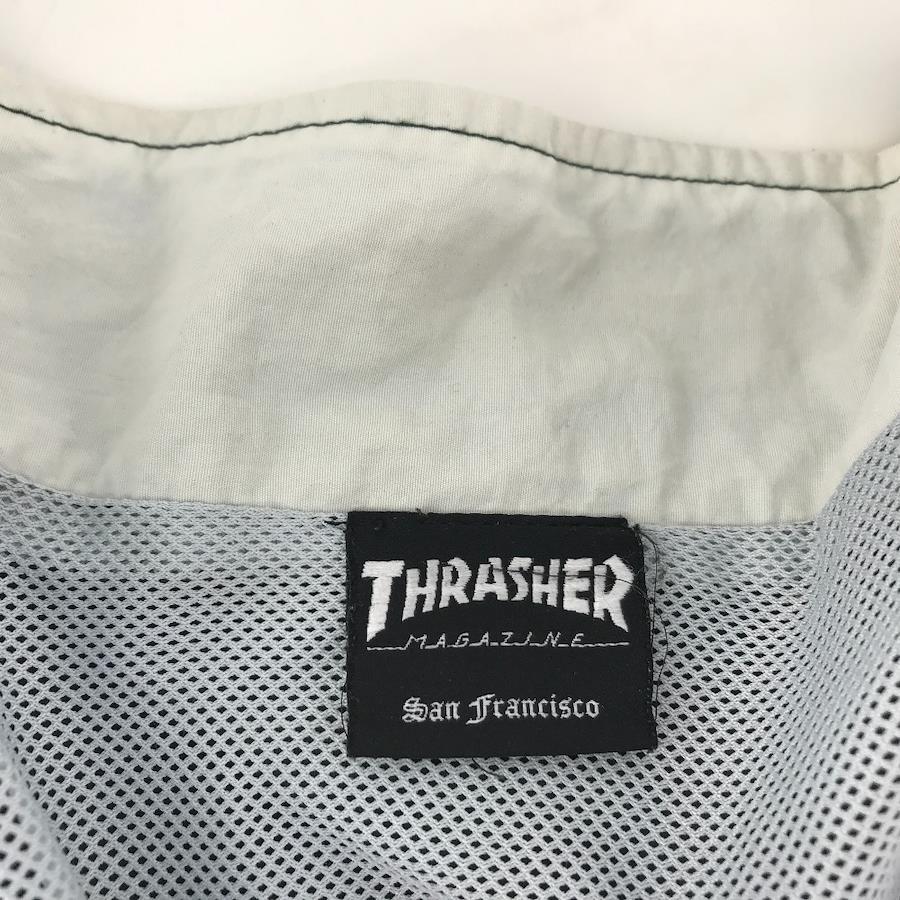 THRASHER
MAGAZINE
San Francisco